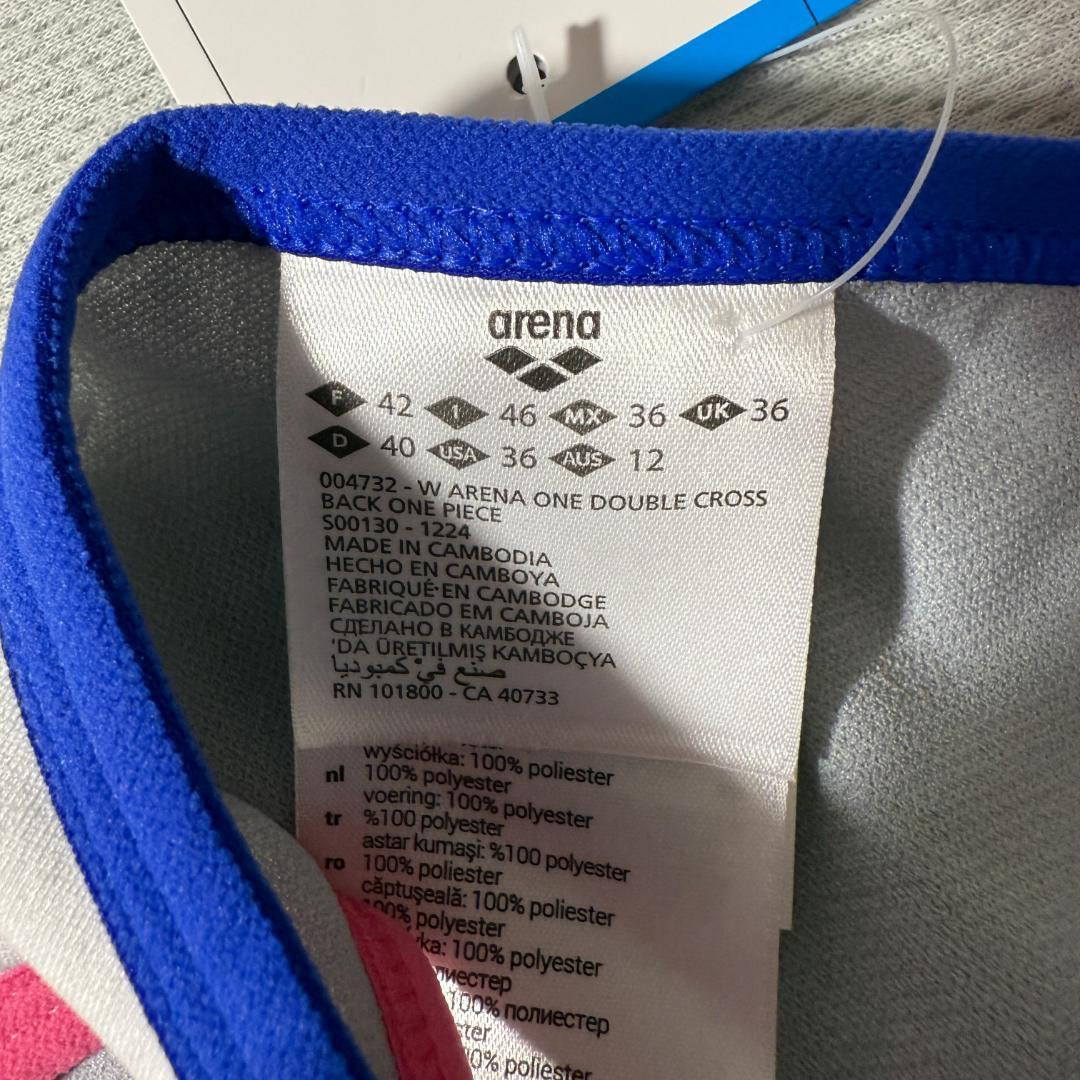 arena
F 42 I 46 MX 36 UK 36
D 40 USA 36 AUS 12
004732 - W ARENA ONE DOUBLE CROSS
BACK ONE PIECE
S00130 - 1224
MADE IN CAMBODIA
HECHO EN CAMBOYA
FABRIQUÉ EN CAMBODGE
FABRICADO EM CAMBOJA
СДЕЛАНО В КАМБОДЖЕ
'DA ÜRETILMIŞ KAMBOÇYA
صنع في كمبوديا
RN 101800 - CA 40733
wyściółka: 100% poliester
nl 100% polyester
voering: 100% polyester
tr %100 polyester
astar kumaşi: %100 polyester
ro 100% poliester
căptuşeală: 100% poliester
100% polyester
100% polyester
100% полиестер
poliester